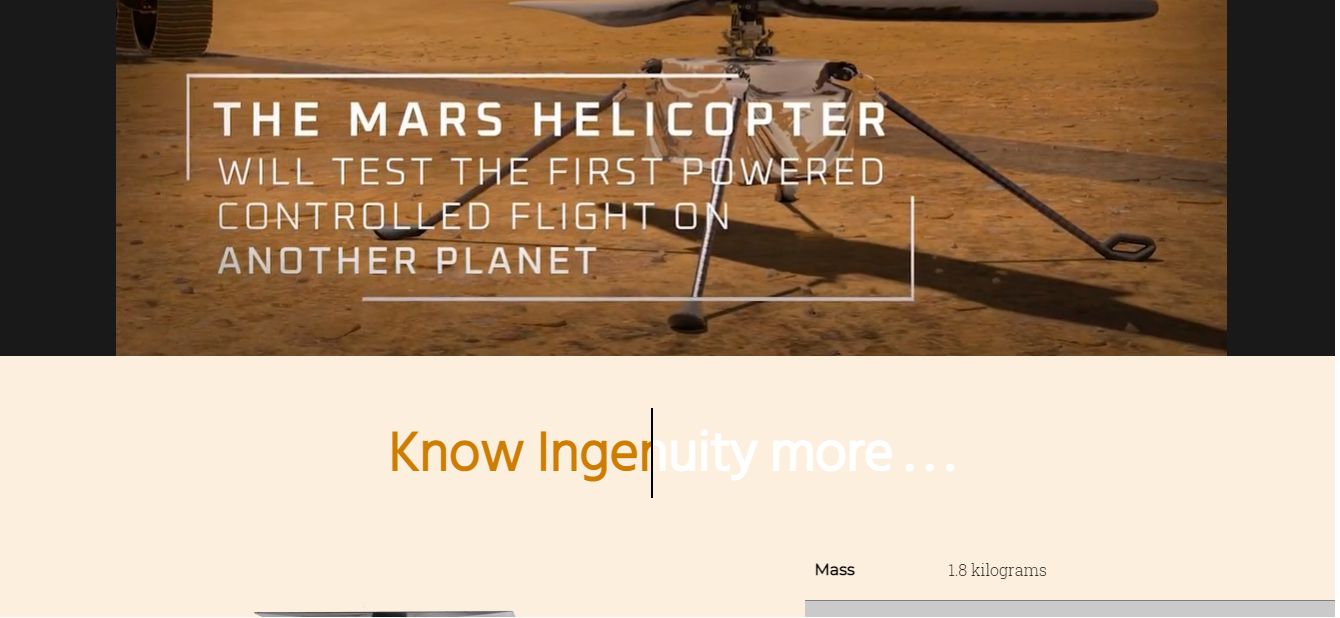 THE MARS HELICOPTER
WILL TEST THE FIRST POWERED
CONTROLLED FLIGHT ON
ANOTHER PLANET
Know Ingenuity more . . .
Mass 1.8 kilograms